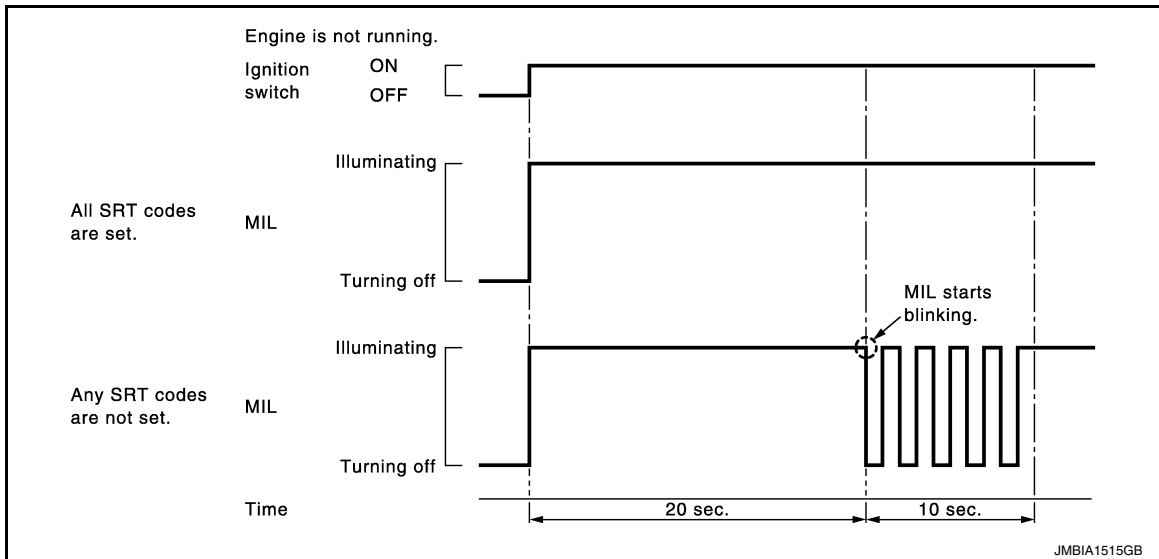 Engine is not running.
Ignition
switch
ON
OFF
All SRT codes
are set.
MIL
Illuminating
Turning off
MIL starts
blinking.
Any SRT codes
are not set.
MIL
Illuminating
Turning off
Time
20 sec.
10 sec.
JMBIA1515GB